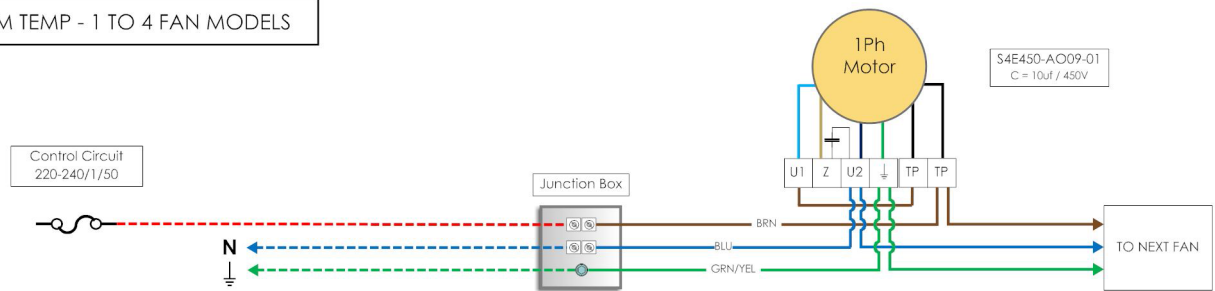 M TEMP - 1 TO 4 FAN MODELS
1Ph
Motor
S4E450-AO09-01
C = 10uf / 450V
Control Circuit
220-240/1/50
Junction Box
U1 Z U2 TP TP
BRN
N
BLU
TO NEXT FAN
GRN/YEL